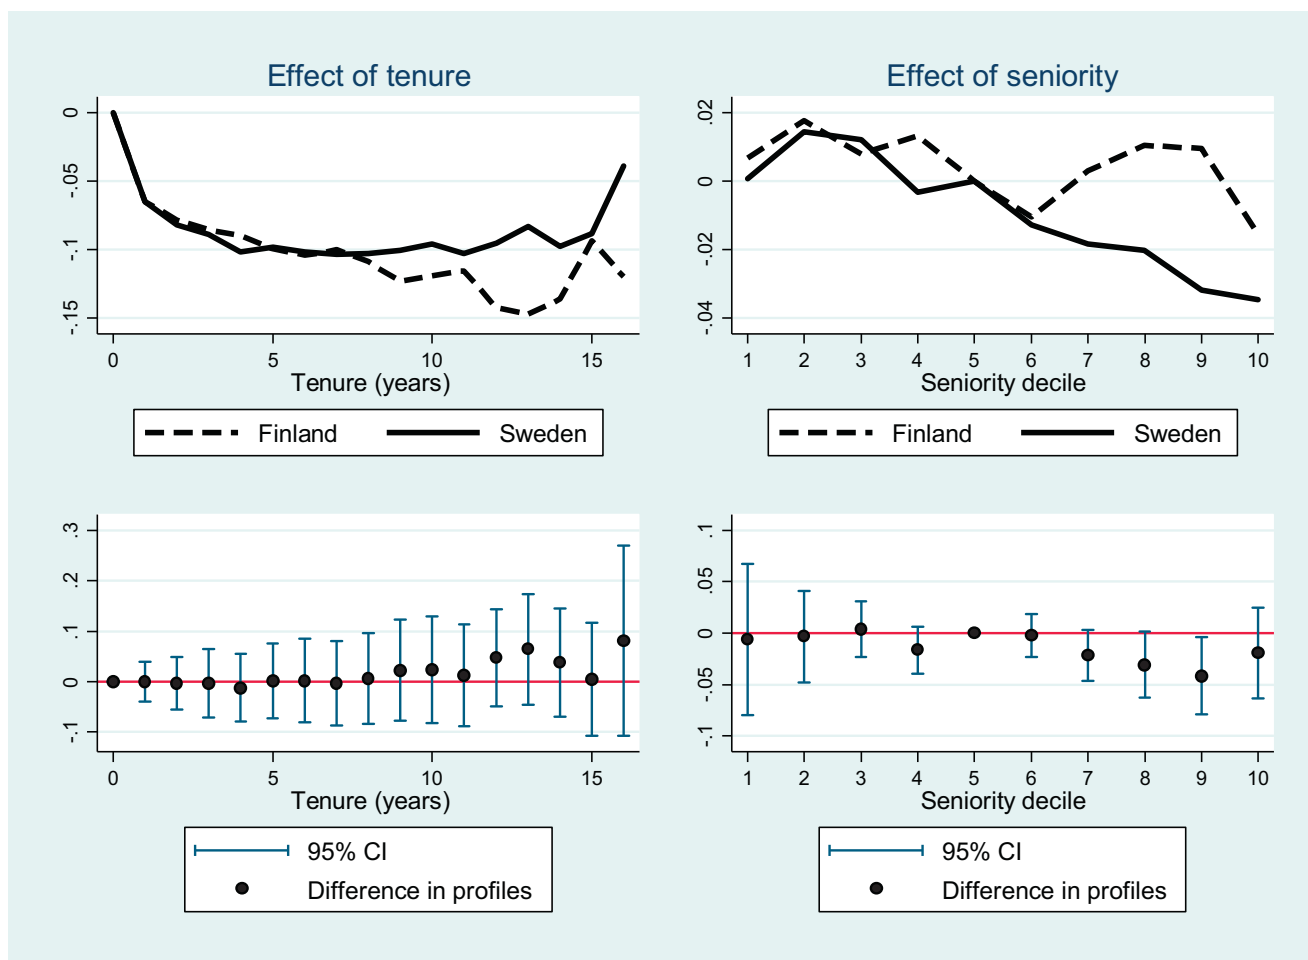 Effect of tenure
0
-.05
-.1
-.15
0 5 10 15
Tenure (years)
Finland Sweden
Effect of seniority
.02
0
-.02
-.04
1 2 3 4 5 6 7 8 9 10
Seniority decile
Finland Sweden
.3
.2
.1
0
-.1
0 5 10 15
Tenure (years)
95% CI
Difference in profiles
.1
.05
0
-.05
-.1
1 2 3 4 5 6 7 8 9 10
Seniority decile
95% CI
Difference in profiles